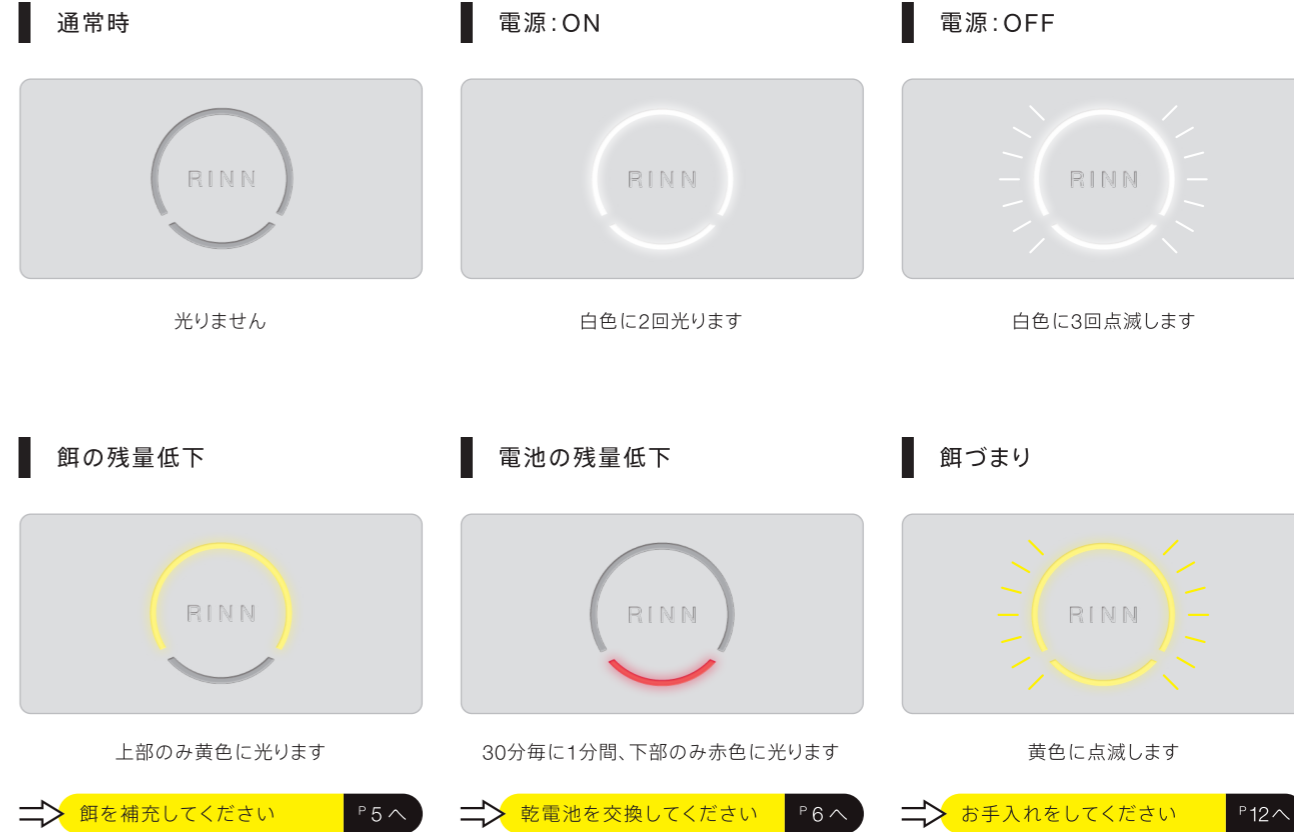 通常時
電源:ON
電源:OFF
RINN
RINN
RINN
光りません
白色に2回光ります
白色に3回点滅します
餌の残量低下
電池の残量低下
餌づまり
RINN
RINN
RINN
上部のみ黄色に光ります
30分毎に1分間、下部のみ赤色に光ります
黄色に点滅します
餌を補充してください P5へ
乾電池を交換してください P6へ
お手入れをしてください P12へ